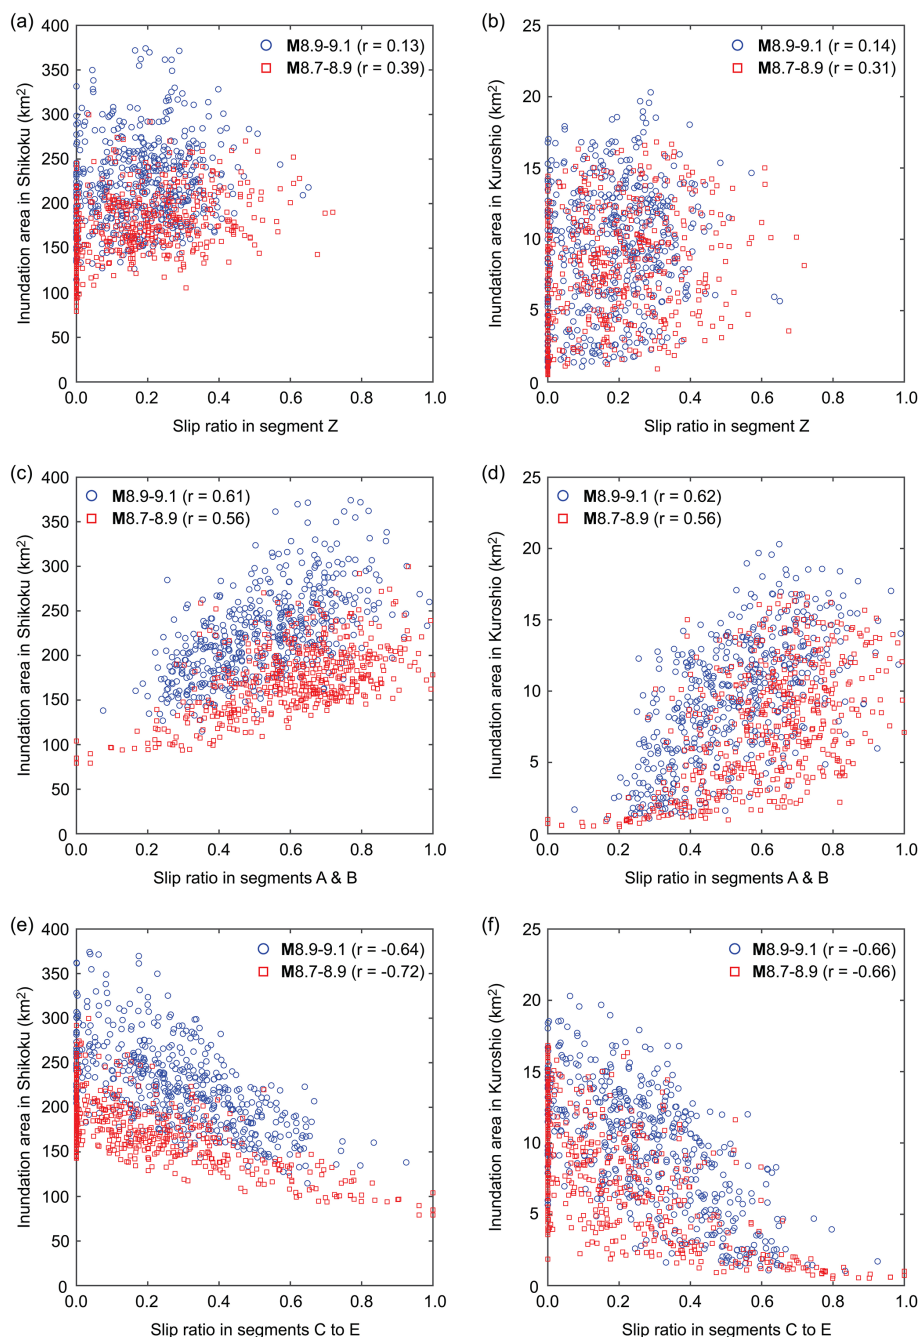 (a)
400
350
300
250
200
150
100
50
0
Inundation area in Shikoku (km²)
M8.9-9.1 (r = 0.13)
M8.7-8.9 (r = 0.39)
0.0 0.2 0.4 0.6 0.8 1.0
Slip ratio in segment Z
(b)
25
20
15
10
5
0
Inundation area in Kuroshio (km²)
M8.9-9.1 (r = 0.14)
M8.7-8.9 (r = 0.31)
0.0 0.2 0.4 0.6 0.8 1.0
Slip ratio in segment Z
(c)
400
350
300
250
200
150
100
50
0
Inundation area in Shikoku (km²)
M8.9-9.1 (r = 0.61)
M8.7-8.9 (r = 0.56)
0.0 0.2 0.4 0.6 0.8 1.0
Slip ratio in segments A & B
(d)
25
20
15
10
5
0
Inundation area in Kuroshio (km²)
M8.9-9.1 (r = 0.62)
M8.7-8.9 (r = 0.56)
0.0 0.2 0.4 0.6 0.8 1.0
Slip ratio in segments A & B
(e)
400
350
300
250
200
150
100
50
0
Inundation area in Shikoku (km²)
M8.9-9.1 (r = -0.64)
M8.7-8.9 (r = -0.72)
0.0 0.2 0.4 0.6 0.8 1.0
Slip ratio in segments C to E
(f)
25
20
15
10
5
0
Inundation area in Kuroshio (km²)
M8.9-9.1 (r = -0.66)
M8.7-8.9 (r = -0.66)
0.0 0.2 0.4 0.6 0.8 1.0
Slip ratio in segments C to E